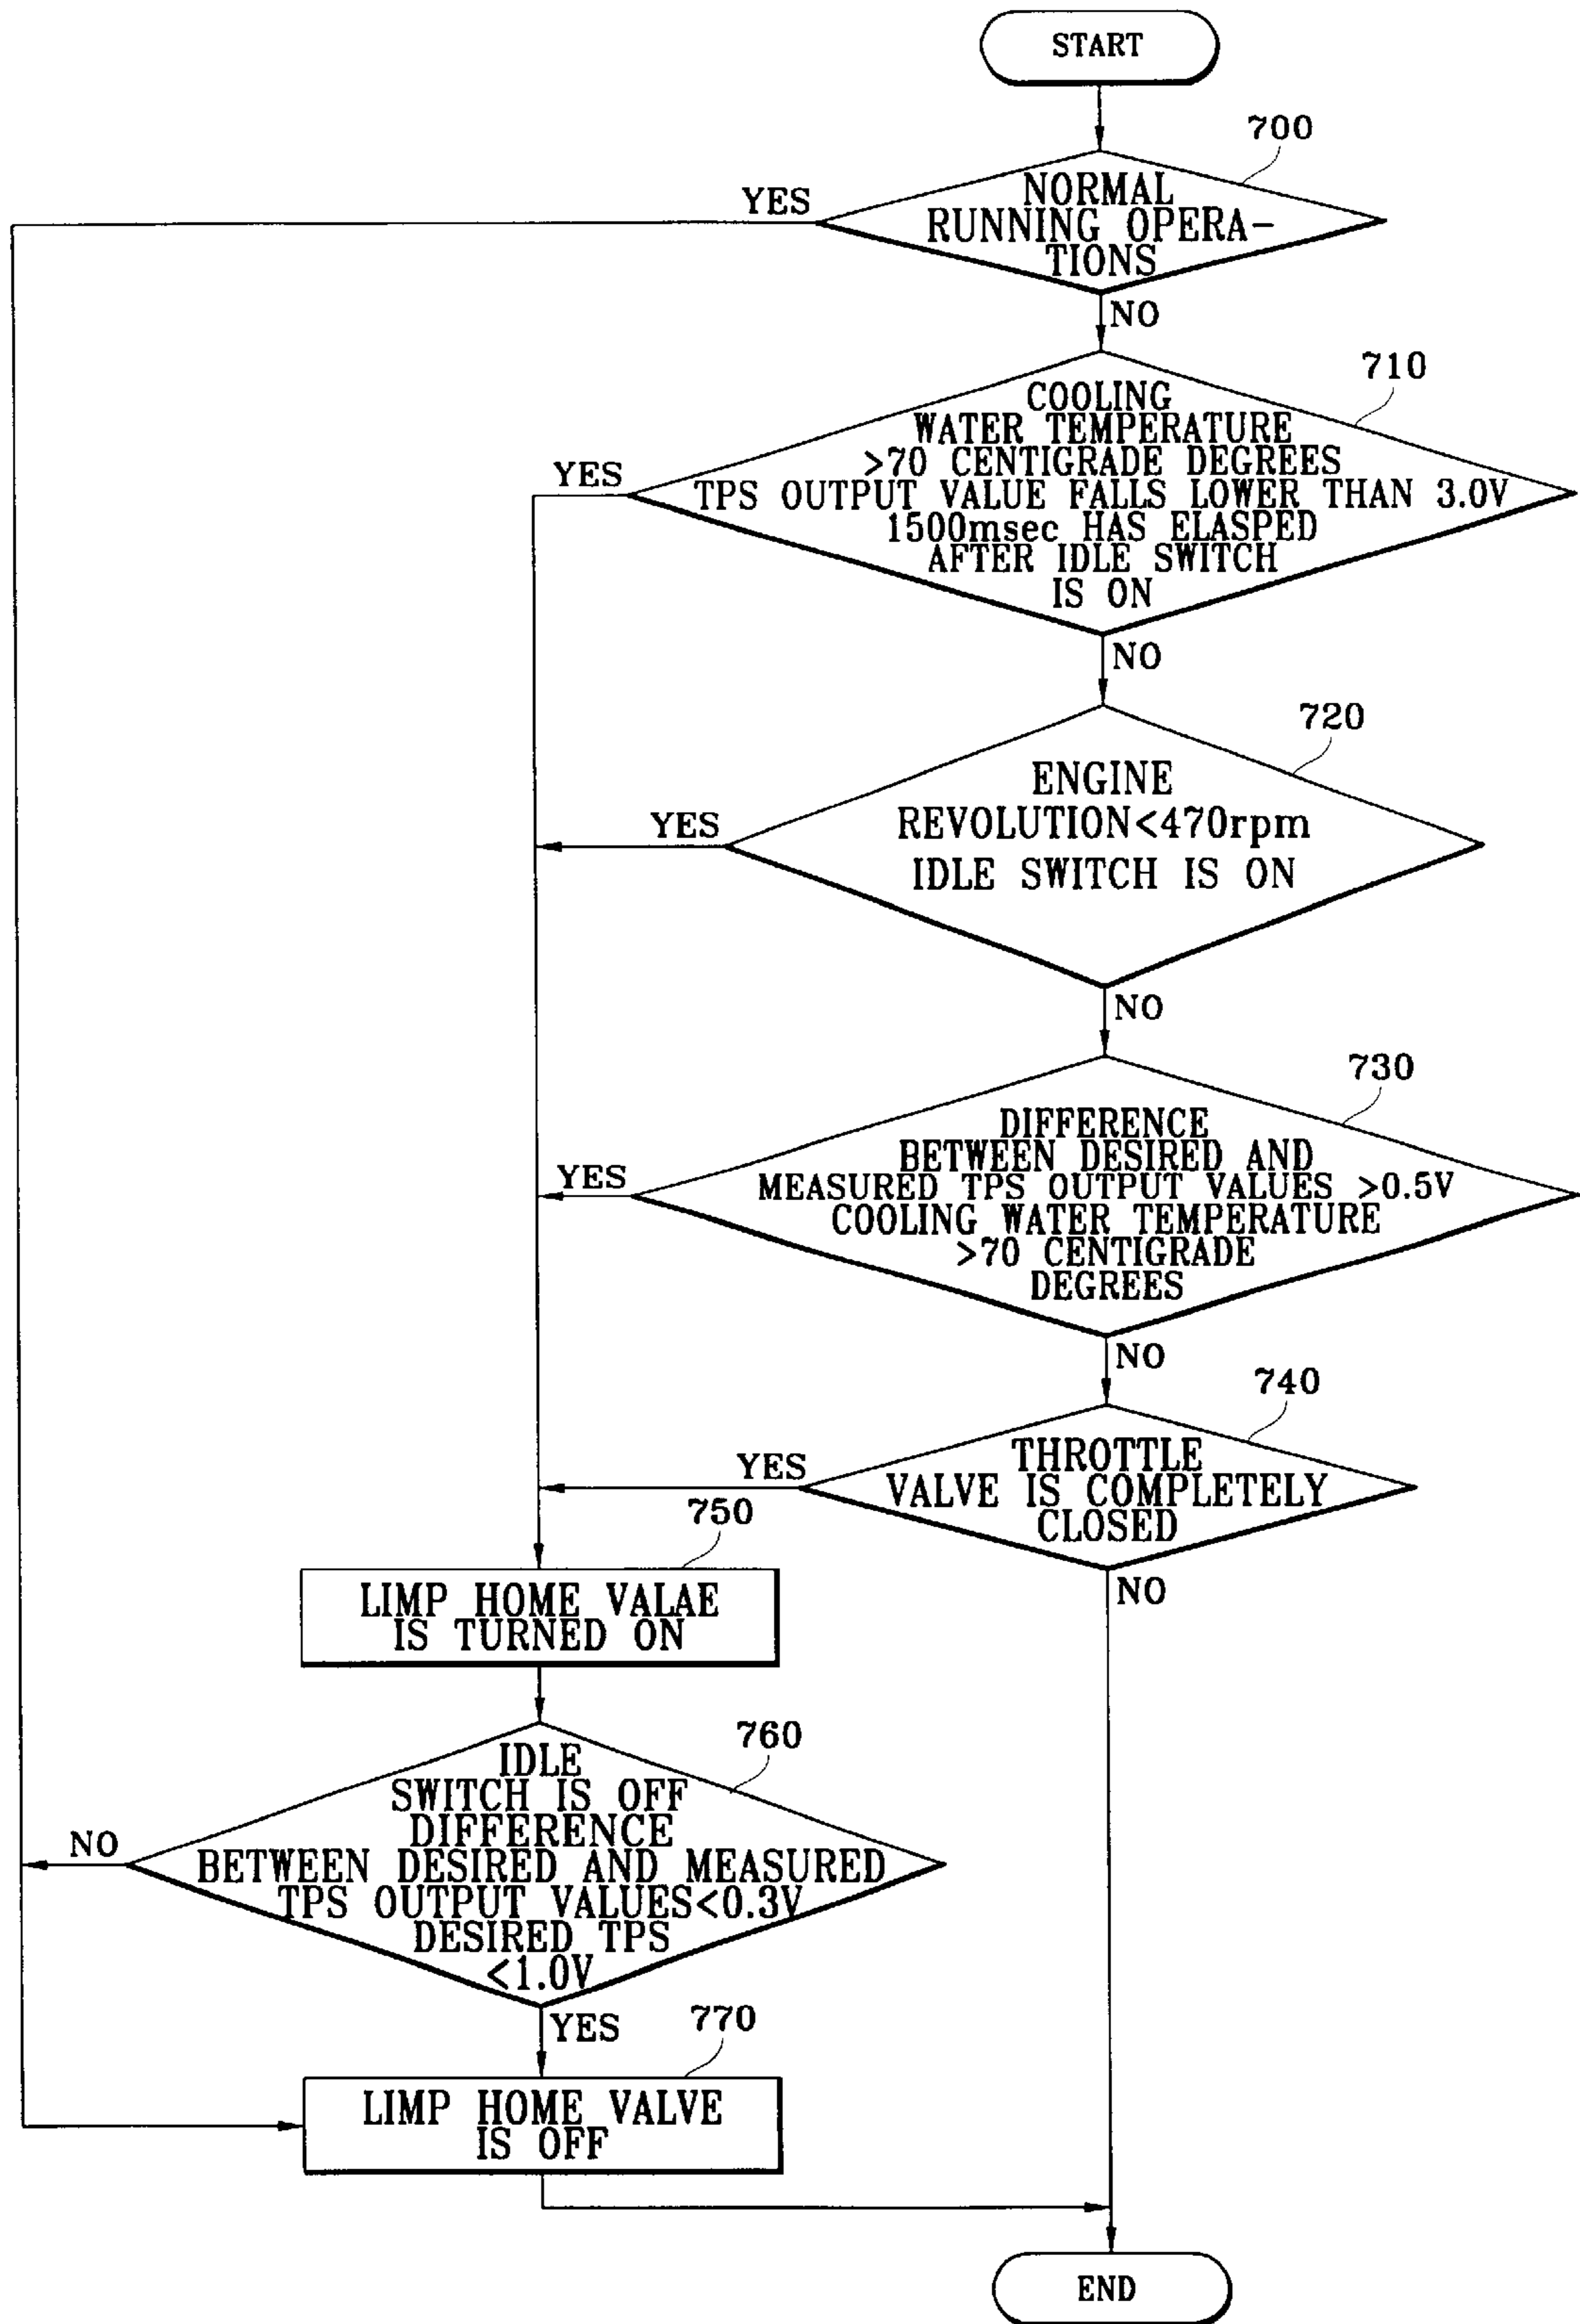 START
700
NORMAL
RUNNING OPERA-
TIONS
YES
NO
710
COOLING
WATER TEMPERATURE
>70 CENTIGRADE DEGREES
TPS OUTPUT VALUE FALLS LOWER THAN 3.0V
1500msec HAS ELASPED
AFTER IDLE SWITCH
IS ON
YES
NO
720
ENGINE
REVOLUTION<470rpm
IDLE SWITCH IS ON
YES
NO
730
DIFFERENCE
BETWEEN DESIRED AND
MEASURED TPS OUTPUT VALUES >0.5V
COOLING WATER TEMPERATURE
>70 CENTIGRADE
DEGREES
YES
NO
740
THROTTLE
VALVE IS COMPLETELY
CLOSED
YES
NO
750
LIMP HOME VALAE
IS TURNED ON
760
IDLE
SWITCH IS OFF
DIFFERENCE
BETWEEN DESIRED AND MEASURED
TPS OUTPUT VALUES<0.3V
DESIRED TPS
<1.0V
NO
YES
770
LIMP HOME VALVE
IS OFF
END